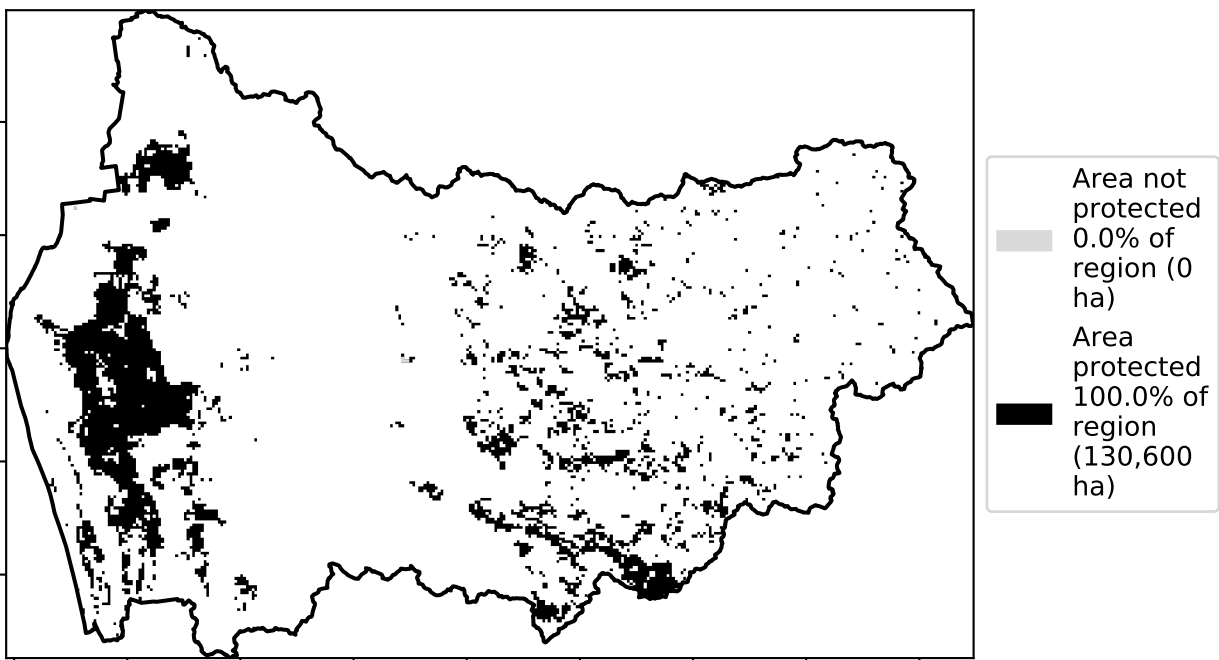 Area not
protected
0.0% of
region (0
ha)
Area
protected
100.0% of
region
(130,600
ha)